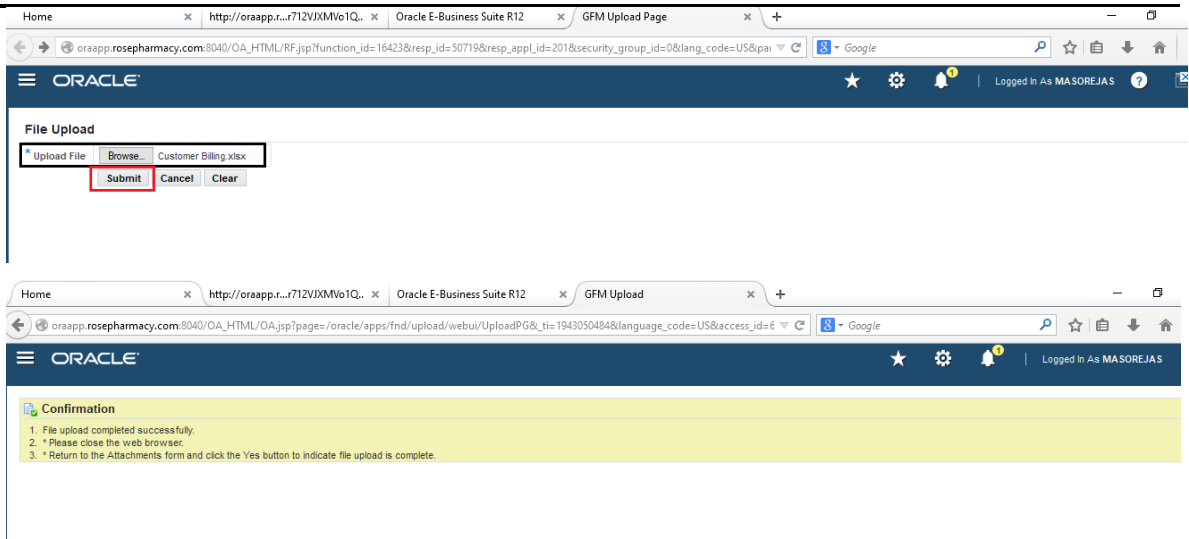 Home http://oraapp.r...r712VJXMVo1Q.. Oracle E-Business Suite R12 GFM Upload Page
oraapp.rosepharmacy.com:8040/OA_HTML/RF.jsp?function_id=16423&resp_id=50719&resp_appl_id=201&security_group_id=0&lang_code=US&par Google
ORACLE Logged In As MASOREJAS ?
File Upload
* Upload File Browse... Customer Billing.xlsx
Submit Cancel Clear
Home http://oraapp.r...r712VJXMVo1Q.. Oracle E-Business Suite R12 GFM Upload
oraapp.rosepharmacy.com:8040/OA_HTML/OA.jsp?page=/oracle/apps/fnd/upload/webui/UploadPG&_ti=1943050484&language_code=US&access_id=6 Google
ORACLE 1 Logged In As MASOREJAS
Confirmation
1. File upload completed successfully.
2. * Please close the web browser.
3. * Return to the Attachments form and click the Yes button to indicate file upload is complete.